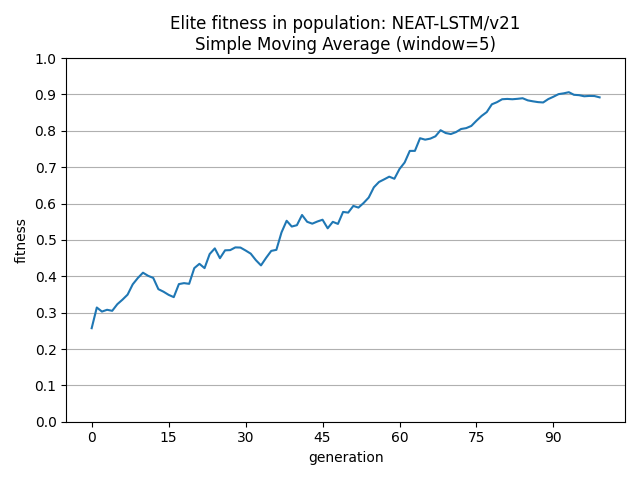 Elite fitness in population: NEAT-LSTM/v21
Simple Moving Average (window=5)
1.0
0.9
0.8
0.7
0.6
0.5
0.4
0.3
0.2
0.1
0.0
fitness
0 15 30 45 60 75 90
generation